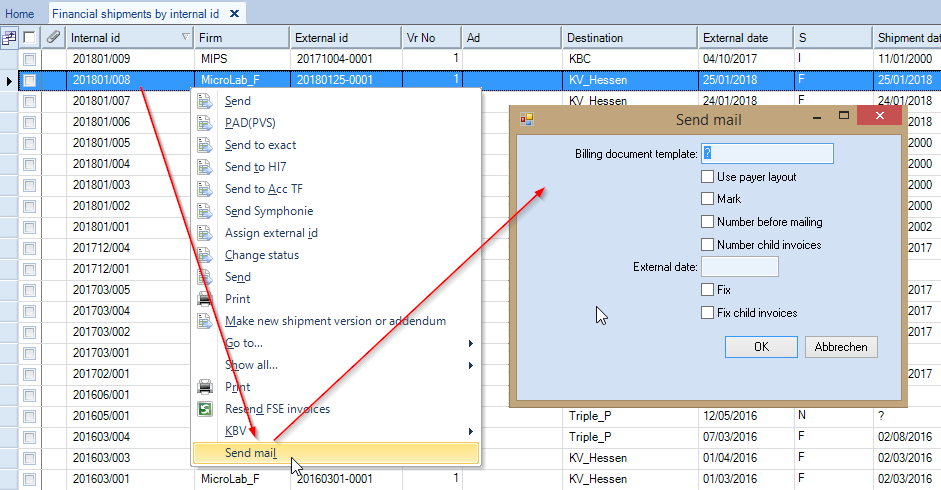 Home Financial shipments by internal id
Internal id Firm External id Vr No Ad Destination External date S Shipment dat
201801/009 MIPS 20171004-0001 1 KBC 04/10/2017 I 11/01/2000
201801/008 MicroLab_F 20180125-0001 1 KV_Hessen 25/01/2018 F 25/01/2018
201801/007 KV_Hessen 24/01/2018 F 24/01/2018
201801/006 2018
201801/005 2000
201801/004 2000
201801/003 2000
201801/002 2000
201801/001 2000
201712/004 2017
201712/001
201703/004 2017
201703/003 2017
201703/002 2017
201703/001 2017
201702/001 2017
201606/001
201605/001 Triple_P 12/05/2016 N ?
201603/004 Triple_P 07/03/2016 F 02/08/2016
201603/003 KV_Hessen 01/04/2016 F 02/03/2016
201603/001 MicroLab_F 20160301-0001 1 KV_Hessen 01/03/2016 F 02/03/2016
Send
PAD(PVS)
Send to exact
Send to HI7
Send to Acc TF
Send Symphonie
Assign external id
Change status
Send
Print
Make new shipment version or addendum
Go to...
Show all...
Print
Resend FSE invoices
KBV
Send mail
Send mail
Billing document template: ?
Use payer layout
Mark
Number before mailing
Number child invoices
External date:
Fix
Fix child invoices
OK Abbrechen